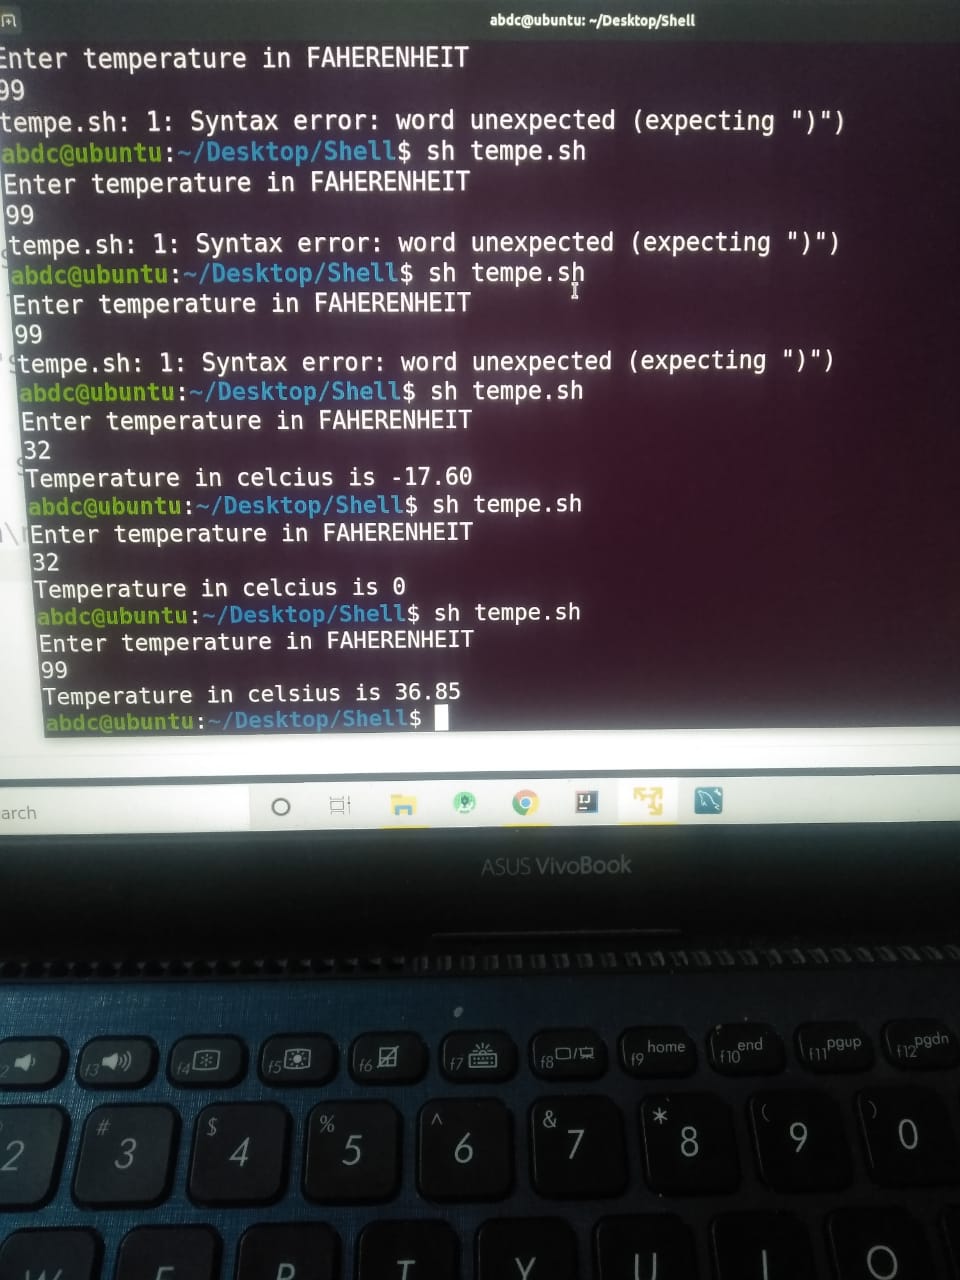 abdc@ubuntu: ~/Desktop/Shell
Enter temperature in FAHERENHEIT
99
tempe.sh: 1: Syntax error: word unexpected (expecting ")")
abdc@ubuntu:~/Desktop/Shell$ sh tempe.sh
Enter temperature in FAHERENHEIT
99
tempe.sh: 1: Syntax error: word unexpected (expecting ")")
abdc@ubuntu:~/Desktop/Shell$ sh tempe.sh
Enter temperature in FAHERENHEIT
99
tempe.sh: 1: Syntax error: word unexpected (expecting ")")
abdc@ubuntu:~/Desktop/Shell$ sh tempe.sh
Enter temperature in FAHERENHEIT
32
Temperature in celcius is -17.60
abdc@ubuntu:~/Desktop/Shell$ sh tempe.sh
Enter temperature in FAHERENHEIT
32
Temperature in celcius is 0
abdc@ubuntu:~/Desktop/Shell$ sh tempe.sh
Enter temperature in FAHERENHEIT
99
Temperature in celsius is 36.85
abdc@ubuntu:~/Desktop/Shell$
arch
IJ
ASUS VivoBook
f3 f4 f5 f6 f7 f8 f9 home f10 end f11 pgup f12 pgdn
# $ % ^ & * ( )
2 3 4 5 6 7 8 9 0
T Y U I O